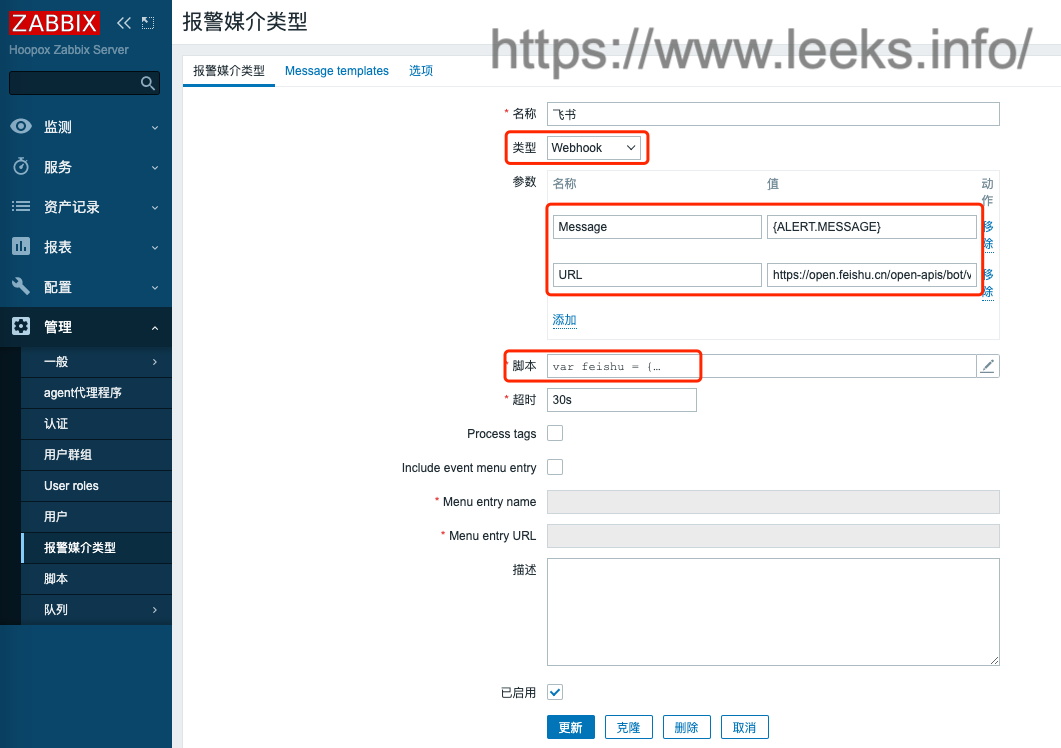 ZABBIX
Hoopox Zabbix Server
监测
服务
资产记录
报表
配置
管理
一般
agent代理程序
认证
用户群组
User roles
用户
报警媒介类型
脚本
队列
报警媒介类型
https://www.leeks.info/
报警媒介类型 Message templates 选项
* 名称 飞书
类型 Webhook
参数 名称 值 动作
Message {ALERT.MESSAGE} 移除
URL https://open.feishu.cn/open-apis/bot/v 移除
添加
* 脚本 var feishu = {…
* 超时 30s
Process tags
Include event menu entry
* Menu entry name
* Menu entry URL
描述
已启用
更新 克隆 删除 取消